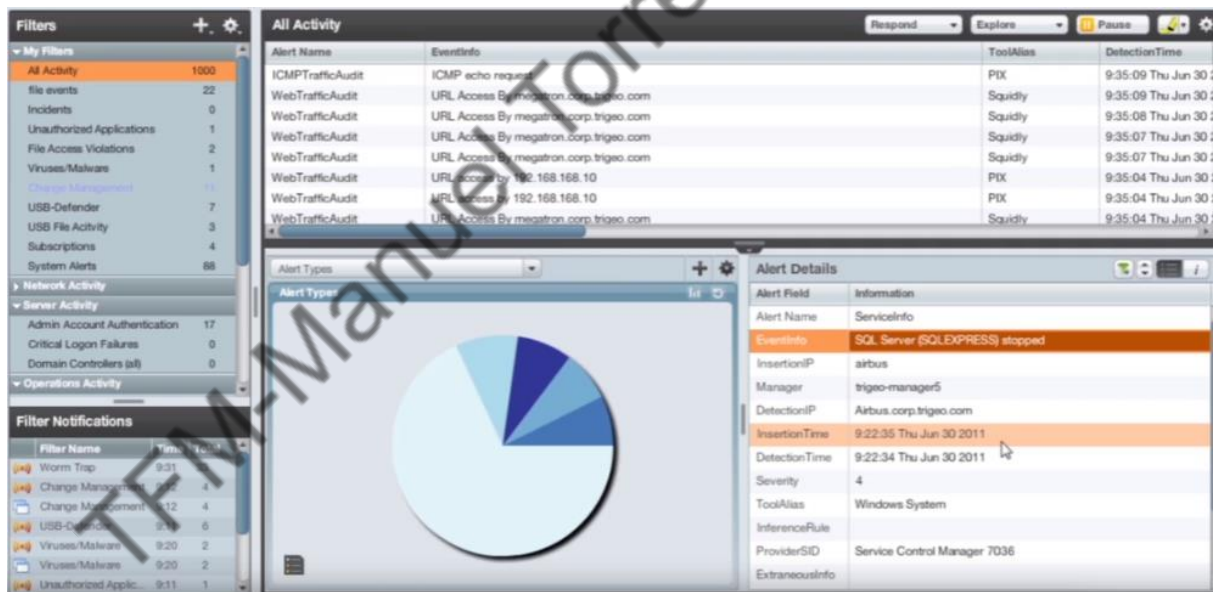 Filters
My Filters
All Activity 1000
file events 22
Incidents 0
Unauthorized Applications 1
File Access Violations 2
Viruses/Malware 1
Change Management 11
USB-Defender 7
USB File Acitvity 3
Subscriptions 4
System Alerts 88
Network Activity
Server Activity
Admin Account Authentication 17
Critical Logon Failures 0
Domain Controllers (all) 0
Operations Activity
Filter Notifications
Filter Name Time Total
Worm Trap 9:31
Change Management 9:12 4
Change Management 9:12 4
USB-Defender 6
Viruses/Malware 9:20 2
Viruses/Malware 9:20 2
Unauthorized Applic... 9:11 1
All Activity Respond Explore Pause
Alert Name EventInfo ToolAlias DetectionTime
ICMPTrafficAudit ICMP echo request PIX 9:35:09 Thu Jun 30
WebTrafficAudit URL Access By megatron.corp.trigeo.com Squidly 9:35:09 Thu Jun 30
WebTrafficAudit URL Access By megatron.corp.trigeo.com Squidly 9:35:08 Thu Jun 30
WebTrafficAudit URL Access By megatron.corp.trigeo.com Squidly 9:35:07 Thu Jun 30
WebTrafficAudit URL Access By megatron.corp.trigeo.com Squidly 9:35:07 Thu Jun 30
WebTrafficAudit URL access by 192.168.168.10 PIX 9:35:04 Thu Jun 30
WebTrafficAudit URL access by 192.168.168.10 PIX 9:35:04 Thu Jun 30
WebTrafficAudit URL Access By megatron.corp.trigeo.com Squidly 9:35:04 Thu Jun 30
Alert Types
Alert Types
Alert Details
Alert Field Information
Alert Name ServiceInfo
EventInfo SQL Server (SQLEXPRESS) stopped
InsertionIP airbus
Manager trigeo-manager5
DetectionIP Airbus.corp.trigeo.com
InsertionTime 9:22:35 Thu Jun 30 2011
DetectionTime 9:22:34 Thu Jun 30 2011
Severity 4
ToolAlias Windows System
InferenceRule
ProviderSID Service Control Manager 7036
ExtraneousInfo
TFM-Manuel Torre